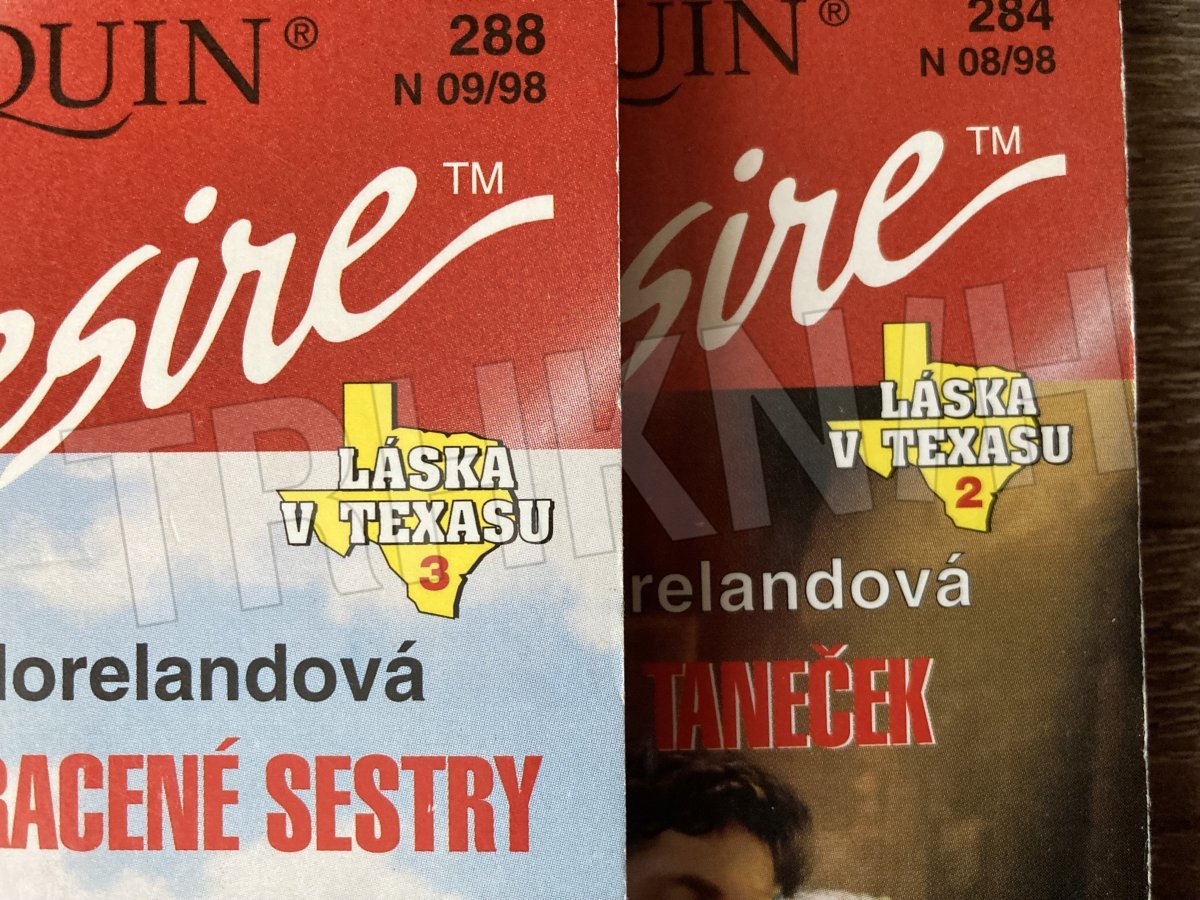 QUIN®
288
N 09/98
esire™
LÁSKA
V TEXASU
3
lorelandová
RACENÉ SESTRY
UIN®
284
N 08/98
sire™
LÁSKA
V TEXASU
2
relandová
TANEČEK
TRHKNIH